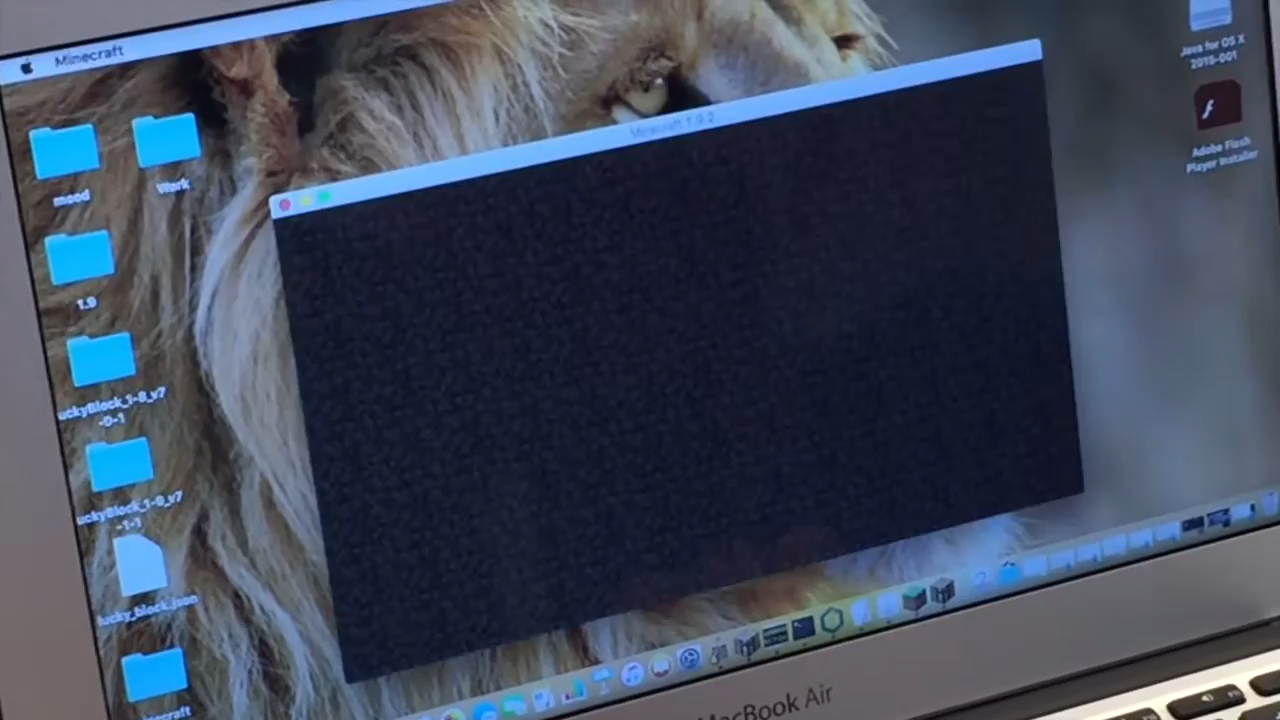 Minecraft
Minecraft 1.9.2
Java for OS X
2015-001
Adobe Flash
Player Installer
mood
Work
1.9
uckyBlock_1-8_v7
-0-1
uckyBlock_1-9_v7
-1-1
lucky_block.json
inecraft
MacBook Air